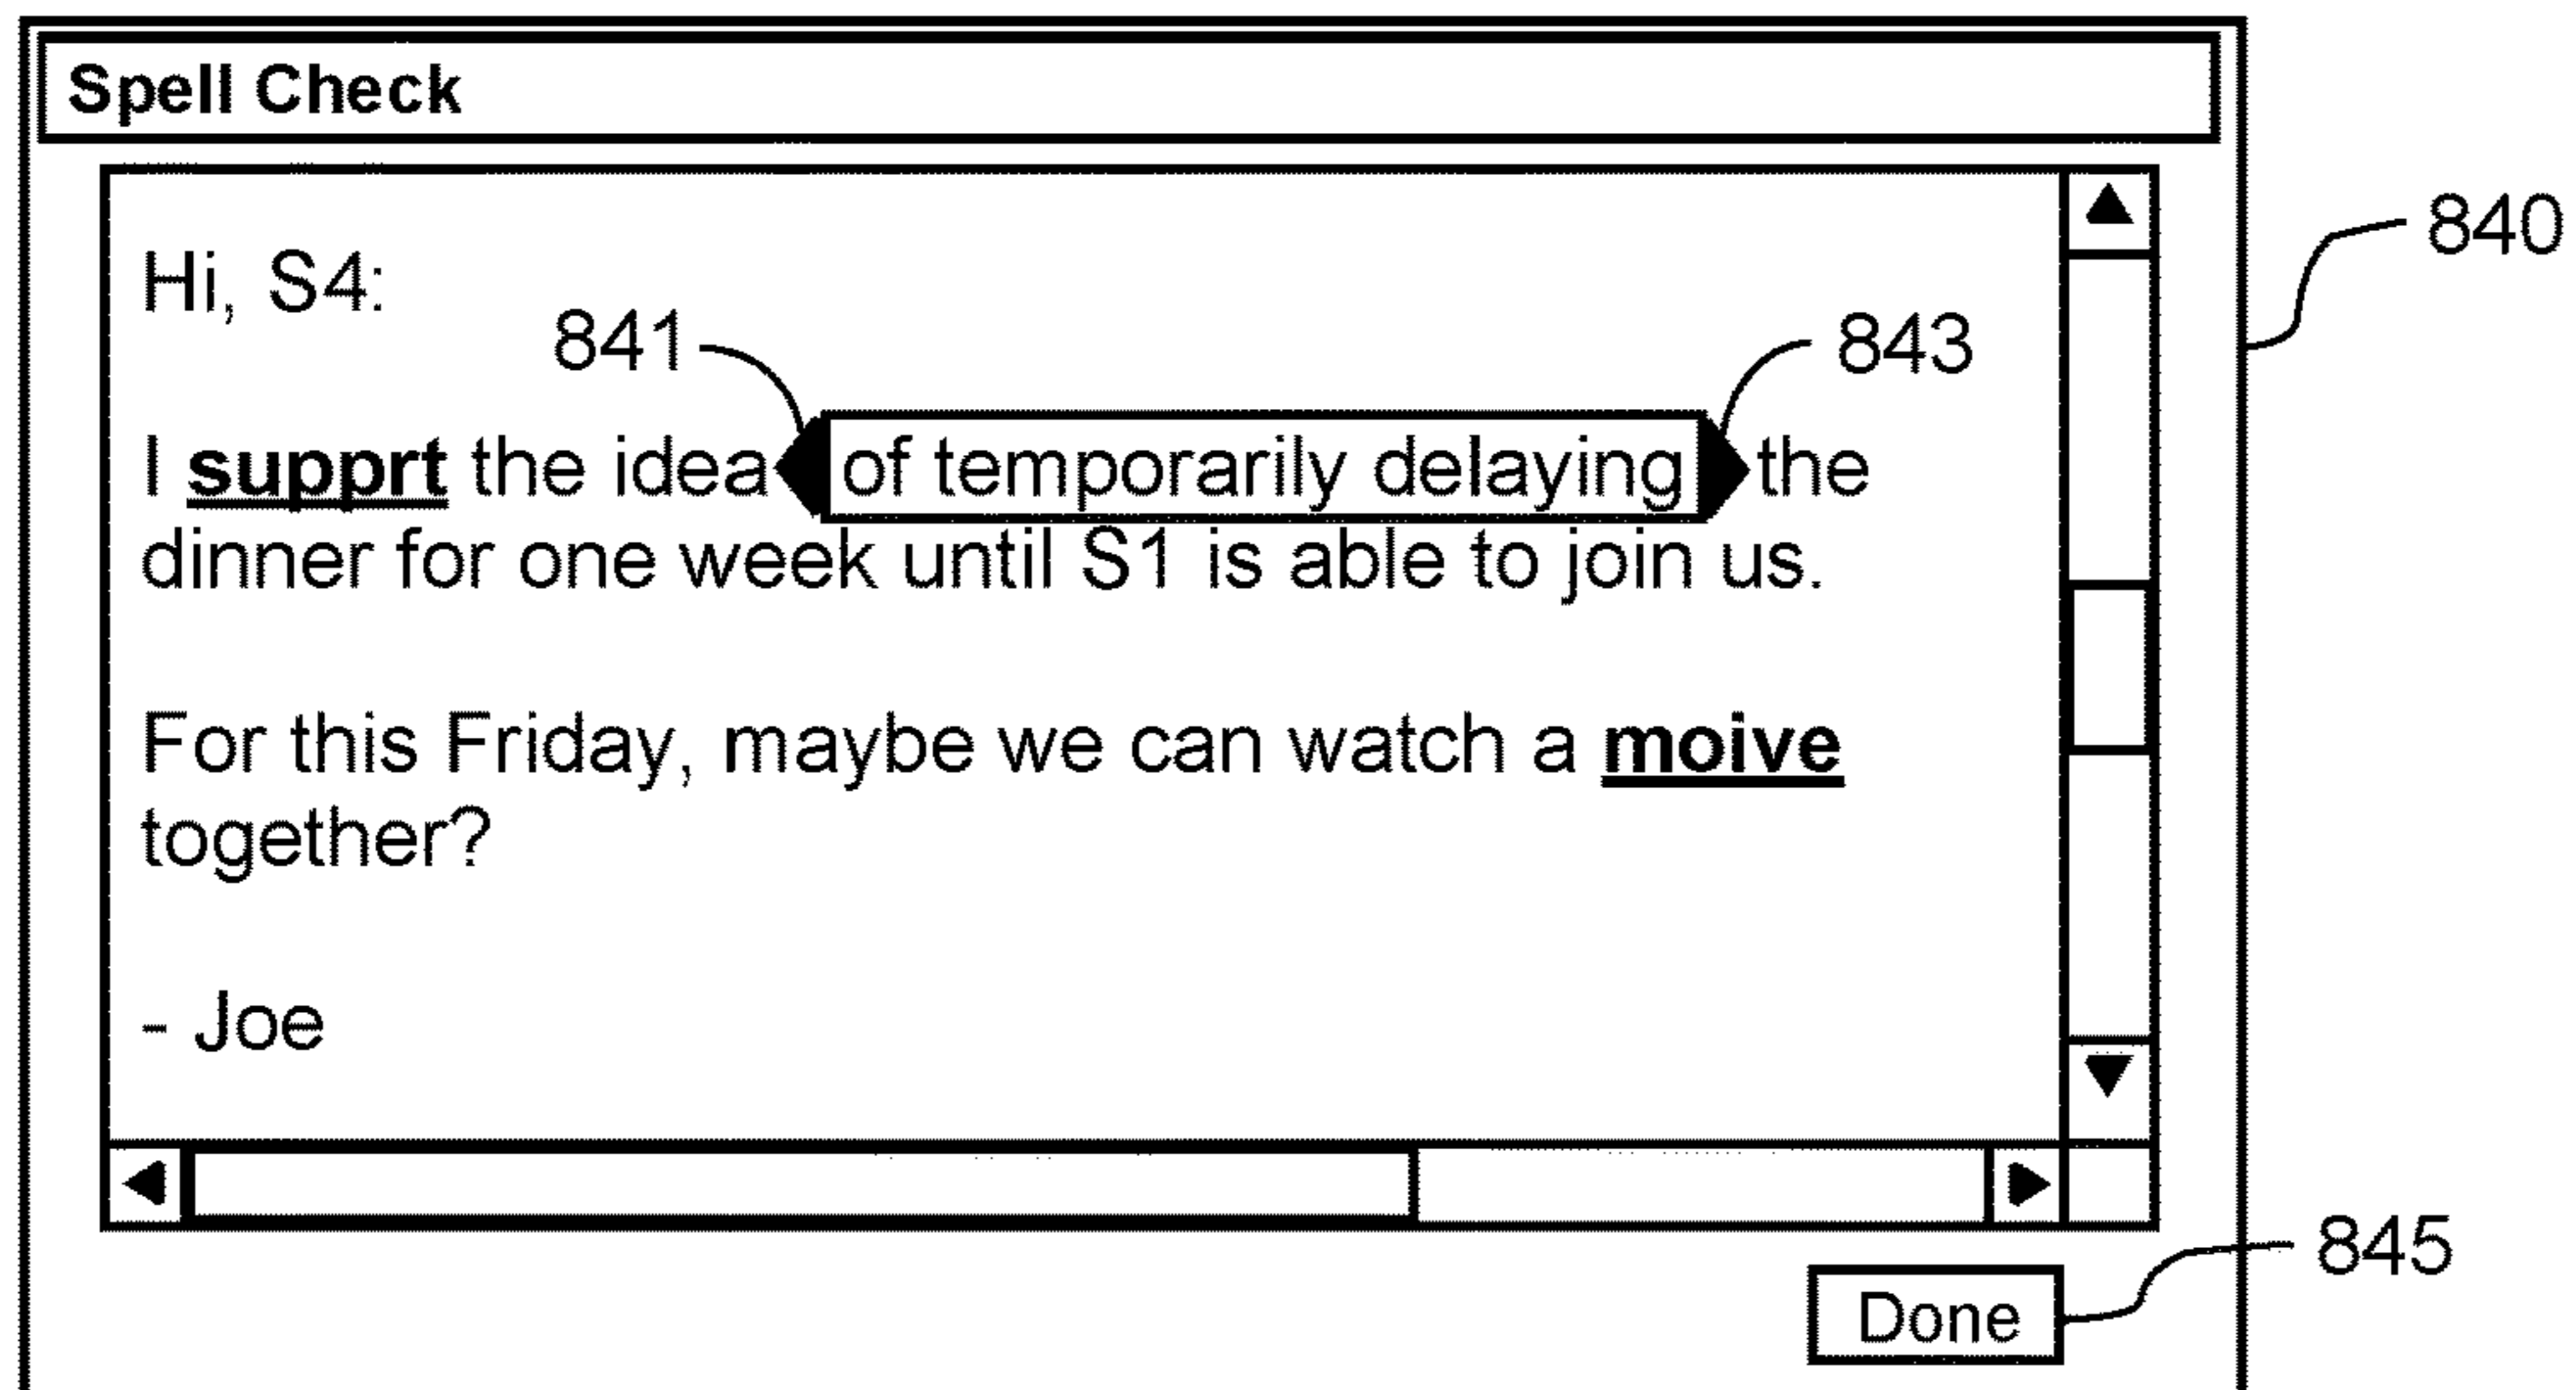 Spell Check
840
Hi, S4:
841
843
I supprt the idea of temporarily delaying the
dinner for one week until S1 is able to join us.
For this Friday, maybe we can watch a moive
together?
- Joe
845
Done